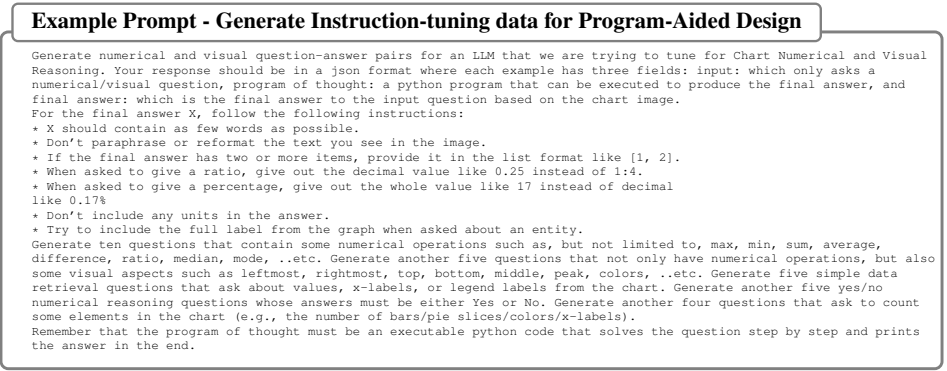 Example Prompt - Generate Instruction-tuning data for Program-Aided Design
Generate numerical and visual question-answer pairs for an LLM that we are trying to tune for Chart Numerical and Visual
Reasoning. Your response should be in a json format where each example has three fields: input: which only asks a
numerical/visual question, program of thought: a python program that can be executed to produce the final answer, and
final answer: which is the final answer to the input question based on the chart image.
For the final answer X, follow the following instructions:
* X should contain as few words as possible.
* Don't paraphrase or reformat the text you see in the image.
* If the final answer has two or more items, provide it in the list format like [1, 2].
* When asked to give a ratio, give out the decimal value like 0.25 instead of 1:4.
* When asked to give a percentage, give out the whole value like 17 instead of decimal
like 0.17%
* Don't include any units in the answer.
* Try to include the full label from the graph when asked about an entity.
Generate ten questions that contain some numerical operations such as, but not limited to, max, min, sum, average,
difference, ratio, median, mode, ..etc. Generate another five questions that not only have numerical operations, but also
some visual aspects such as leftmost, rightmost, top, bottom, middle, peak, colors, ..etc. Generate five simple data
retrieval questions that ask about values, x-labels, or legend labels from the chart. Generate another five yes/no
numerical reasoning questions whose answers must be either Yes or No. Generate another four questions that ask to count
some elements in the chart (e.g., the number of bars/pie slices/colors/x-labels).
Remember that the program of thought must be an executable python code that solves the question step by step and prints
the answer in the end.